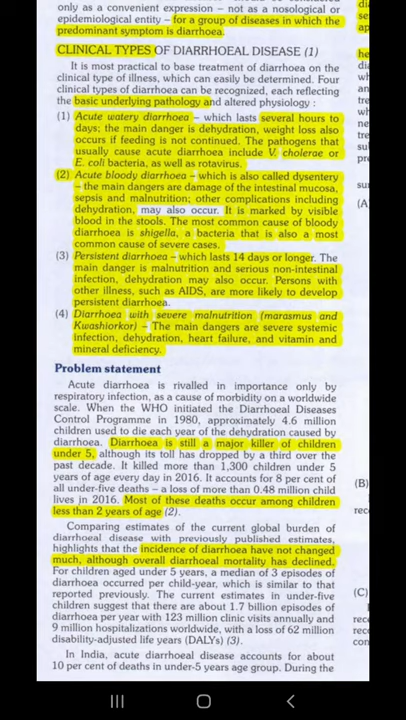 only as a convenient expression – not as a nosological or
epidemiological entity – for a group of diseases in which the
predominant symptom is diarrhoea.
CLINICAL TYPES OF DIARRHOEAL DISEASE (1)
It is most practical to base treatment of diarrhoea on the
clinical type of illness, which can easily be determined. Four
clinical types of diarrhoea can be recognized, each reflecting
the basic underlying pathology and altered physiology :
(1) Acute watery diarrhoea – which lasts several hours to
days; the main danger is dehydration, weight loss also
occurs if feeding is not continued. The pathogens that
usually cause acute diarrhoea include V. cholerae or
E. coli bacteria, as well as rotavirus.
(2) Acute bloody diarrhoea – which is also called dysentery
– the main dangers are damage of the intestinal mucosa,
sepsis and malnutrition; other complications including
dehydration, may also occur. It is marked by visible
blood in the stools. The most common cause of bloody
diarrhoea is shigella, a bacteria that is also a most
common cause of severe cases.
(3) Persistent diarrhoea – which lasts 14 days or longer. The
main danger is malnutrition and serious non-intestinal
infection, dehydration may also occur. Persons with
other illness, such as AIDS, are more likely to develop
persistent diarrhoea.
(4) Diarrhoea with severe malnutrition (marasmus and
Kwashiorkor) – The main dangers are severe systemic
infection, dehydration, heart failure, and vitamin and
mineral deficiency.
Problem statement
Acute diarrhoea is rivalled in importance only by
respiratory infection, as a cause of morbidity on a worldwide
scale. When the WHO initiated the Diarrhoeal Diseases
Control Programme in 1980, approximately 4.6 million
children used to die each year of the dehydration caused by
diarrhoea. Diarrhoea is still a major killer of children
under 5, although its toll has dropped by a third over the
past decade. It killed more than 1,300 children under 5
years of age every day in 2016. It accounts for 8 per cent of
all under-five deaths – a loss of more than 0.48 million child
lives in 2016. Most of these deaths occur among children
less than 2 years of age (2).
Comparing estimates of the current global burden of
diarrhoeal disease with previously published estimates,
highlights that the incidence of diarrhoea have not changed
much, although overall diarrhoeal mortality has declined.
For children aged under 5 years, a median of 3 episodes of
diarrhoea occurred per child-year, which is similar to that
reported previously. The current estimates in under-five
children suggest that there are about 1.7 billion episodes of
diarrhoea per year with 123 million clinic visits annually and
9 million hospitalizations worldwide, with a loss of 62 million
disability-adjusted life years (DALYs) (3).
In India, acute diarrhoeal disease accounts for about
10 per cent of deaths in under-5 years age group. During the
(A
(B)
rec
(C)
rec
rec
con